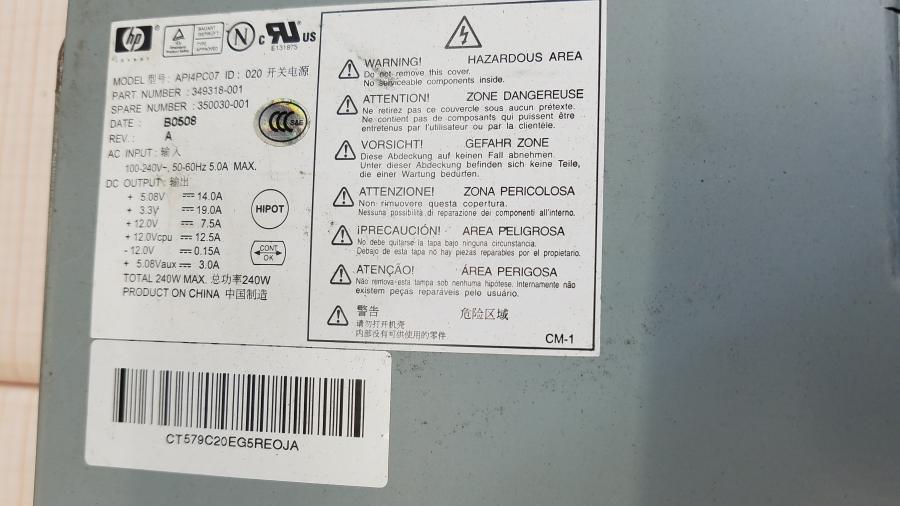 hp
invent
N
c RU US
E131875
MODEL 型号: API4PC07 ID: 020 开关电源
PART NUMBER :349318-001
SPARE NUMBER :350030-001
DATE : B0508
REV. : A
CCC S&E
AC INPUT: 输入
100-240V~, 50-60Hz 5.0A MAX.
DC OUTPUT: 输出
+ 5.08V 14.0A
+ 3.3V 19.0A
+ 12.0V 7.5A
+ 12.0Vcpu 12.5A
- 12.0V 0.15A
+ 5.08Vaux 3.0A
HIPOT
CONT.
OK
TOTAL 240W MAX. 总功率240W
PRODUCT ON CHINA 中国制造
WARNING! HAZARDOUS AREA
Do not remove this cover.
No serviceable components inside.
ATTENTION! ZONE DANGEREUSE
Ne retirez pas ce couvercle sous aucun prétexte.
Ne contient pas de composants qui puissent être
entretenus par l'utilisateur ou par la clientèle.
VORSICHT! GEFAHR ZONE
Diese Abdeckung auf keinen Fall abnehmen.
Unter dieser Abdeckung befinden sich keine Teile,
die einer Wartung bedürfen.
ATTENZIONE! ZONA PERICOLOSA
Non rimuovere questa copertura.
Nessuna possibilità di reparazione dei componenti all'interno.
¡PRECAUCIÓN! AREA PELIGROSA
No debe quitarse la tapa bajo ninguna circunstancia.
Debajo de esta tapa no hay piezas reparables por el propietario.
ATENÇÃO! ÁREA PERIGOSA
Não remova esta tampa sob nenhuma hipótese. Internamente não
existem peças reparáveis pelo usuário.
警告 危险区域
请勿打开机壳
内部没有可供使用的零件
CM-1
CT579C20EG5REOJA